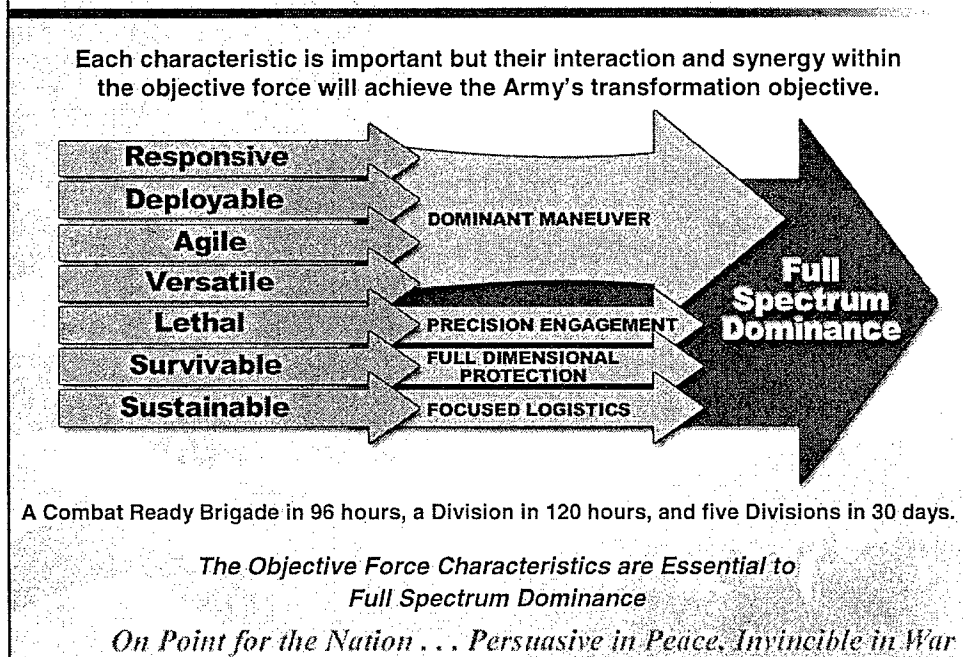 Each characteristic is important but their interaction and synergy within
the objective force will achieve the Army's transformation objective.
Responsive
Deployable
Agile
Versatile
Lethal
Survivable
Sustainable
DOMINANT MANEUVER
PRECISION ENGAGEMENT
FULL DIMENSIONAL
PROTECTION
FOCUSED LOGISTICS
Full
Spectrum
Dominance
A Combat Ready Brigade in 96 hours, a Division in 120 hours, and five Divisions in 30 days.
The Objective Force Characteristics are Essential to
Full Spectrum Dominance
On Point for the Nation . . . Persuasive in Peace, Invincible in War